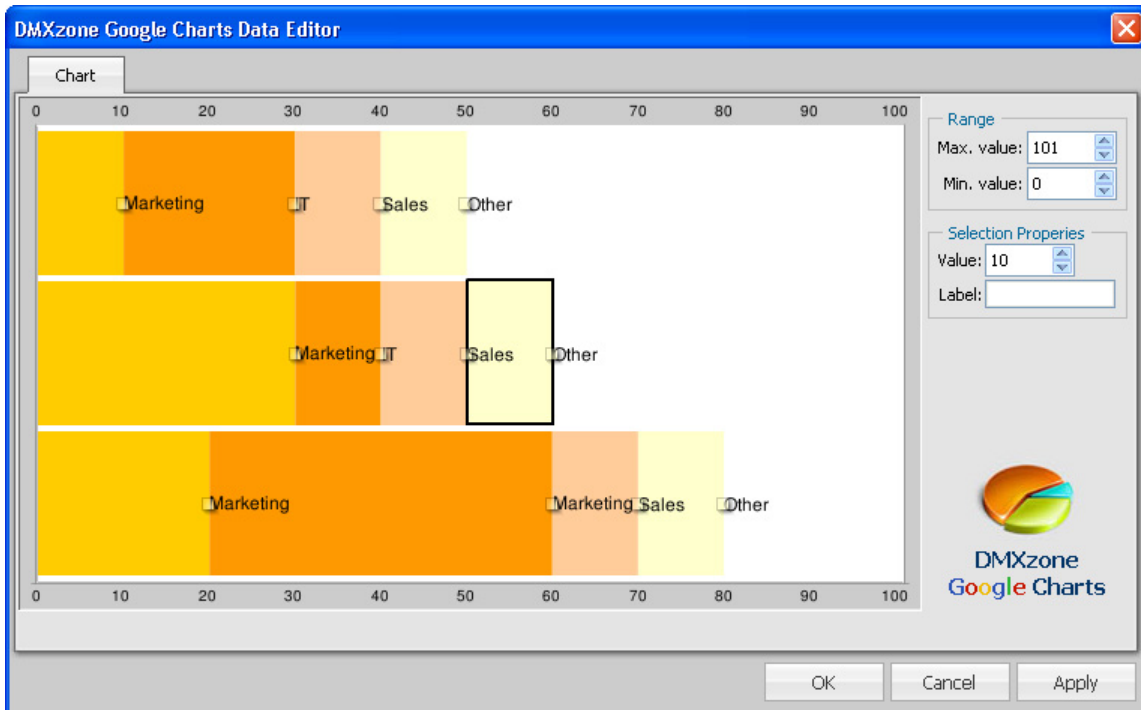 DMXzone Google Charts Data Editor
Chart
0 10 20 30 40 50 60 70 80 90 100
Marketing IT Sales Other
Marketing IT Sales Other
Marketing Marketing Sales Other
0 10 20 30 40 50 60 70 80 90 100
Range
Max. value: 101
Min. value: 0
Selection Properies
Value: 10
Label:
DMXzone
Google Charts
OK Cancel Apply